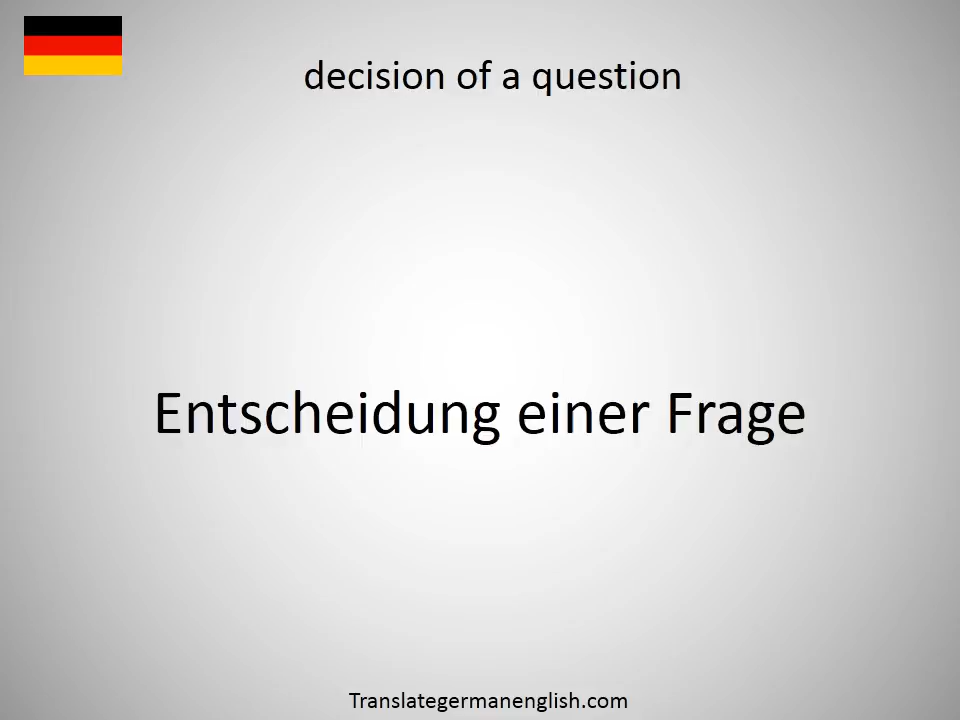 decision of a question
Entscheidung einer Frage
Translategermanenglish.com